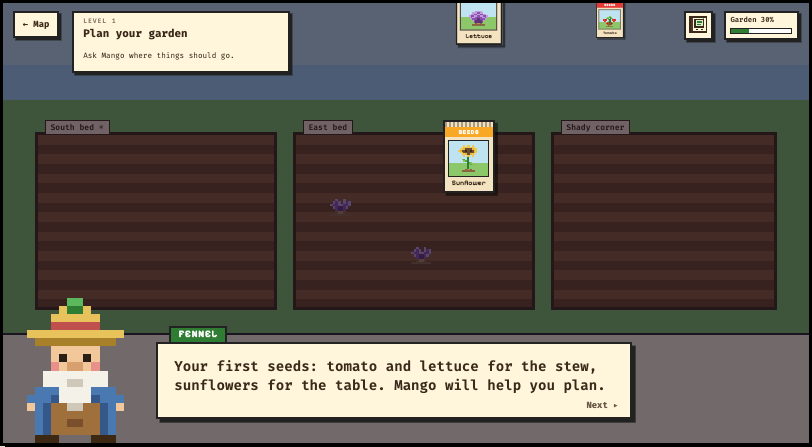 ← Map
LEVEL 1
Plan your garden
Ask Mango where things should go.
Lettuce
Tomato
Garden 30%
South bed ☀
East bed
Shady corner
SEEDS
Sunflower
FENNEL
Your first seeds: tomato and lettuce for the stew,
sunflowers for the table. Mango will help you plan.
Next ▸